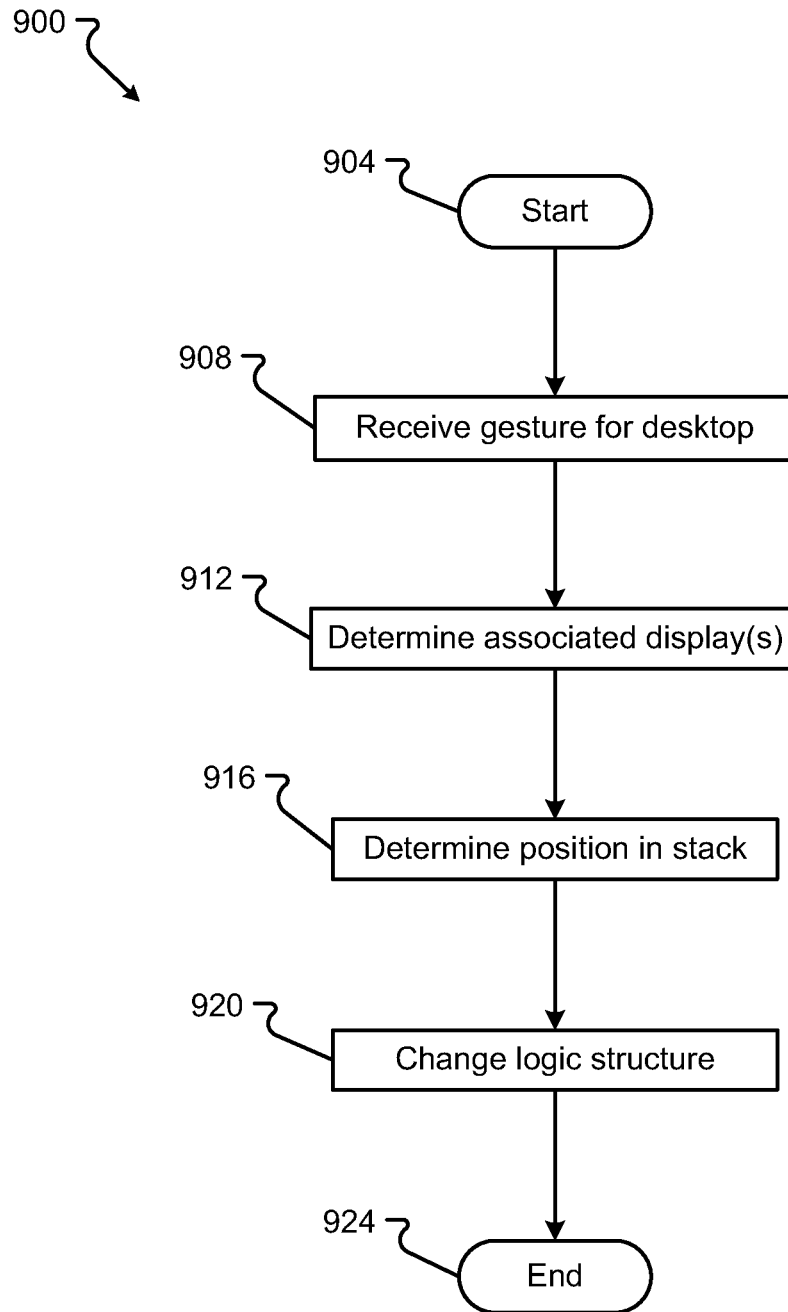 900
904
Start
908
Receive gesture for desktop
912
Determine associated display(s)
916
Determine position in stack
920
Change logic structure
924
End